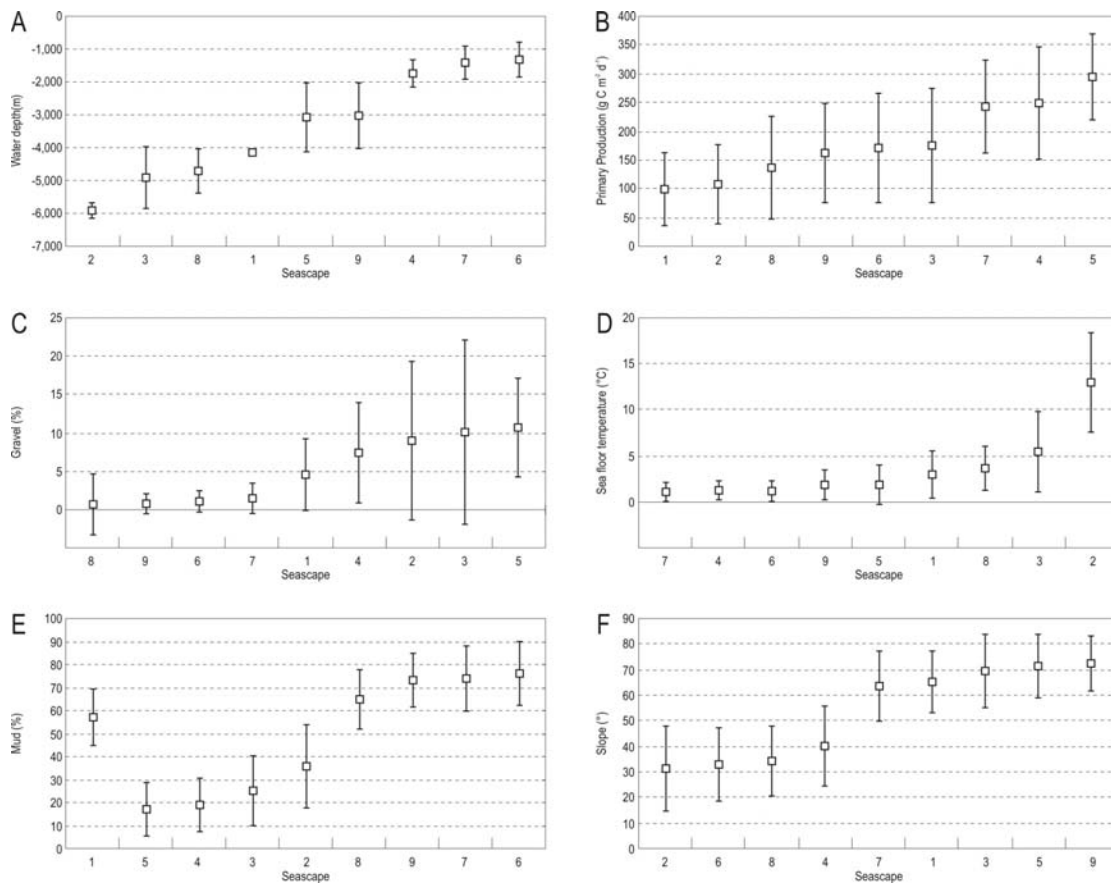 A
Water depth(m)
0
-1,000
-2,000
-3,000
-4,000
-5,000
-6,000
-7,000
2 3 8 1 5 9 4 7 6
Seascape
B
Primary Production (g C m⁻² d⁻¹)
400
350
300
250
200
150
100
50
0
1 2 8 9 6 3 7 4 5
Seascape
C
Gravel (%)
25
20
15
10
5
0
8 9 6 7 1 4 2 3 5
Seascape
D
Sea floor temperature (°C)
20
15
10
5
0
7 4 6 9 5 1 8 3 2
Seascape
E
Mud (%)
100
90
80
70
60
50
40
30
20
10
0
1 5 4 3 2 8 9 7 6
Seascape
F
Slope (°)
90
80
70
60
50
40
30
20
10
0
2 6 8 4 7 1 3 5 9
Seascape